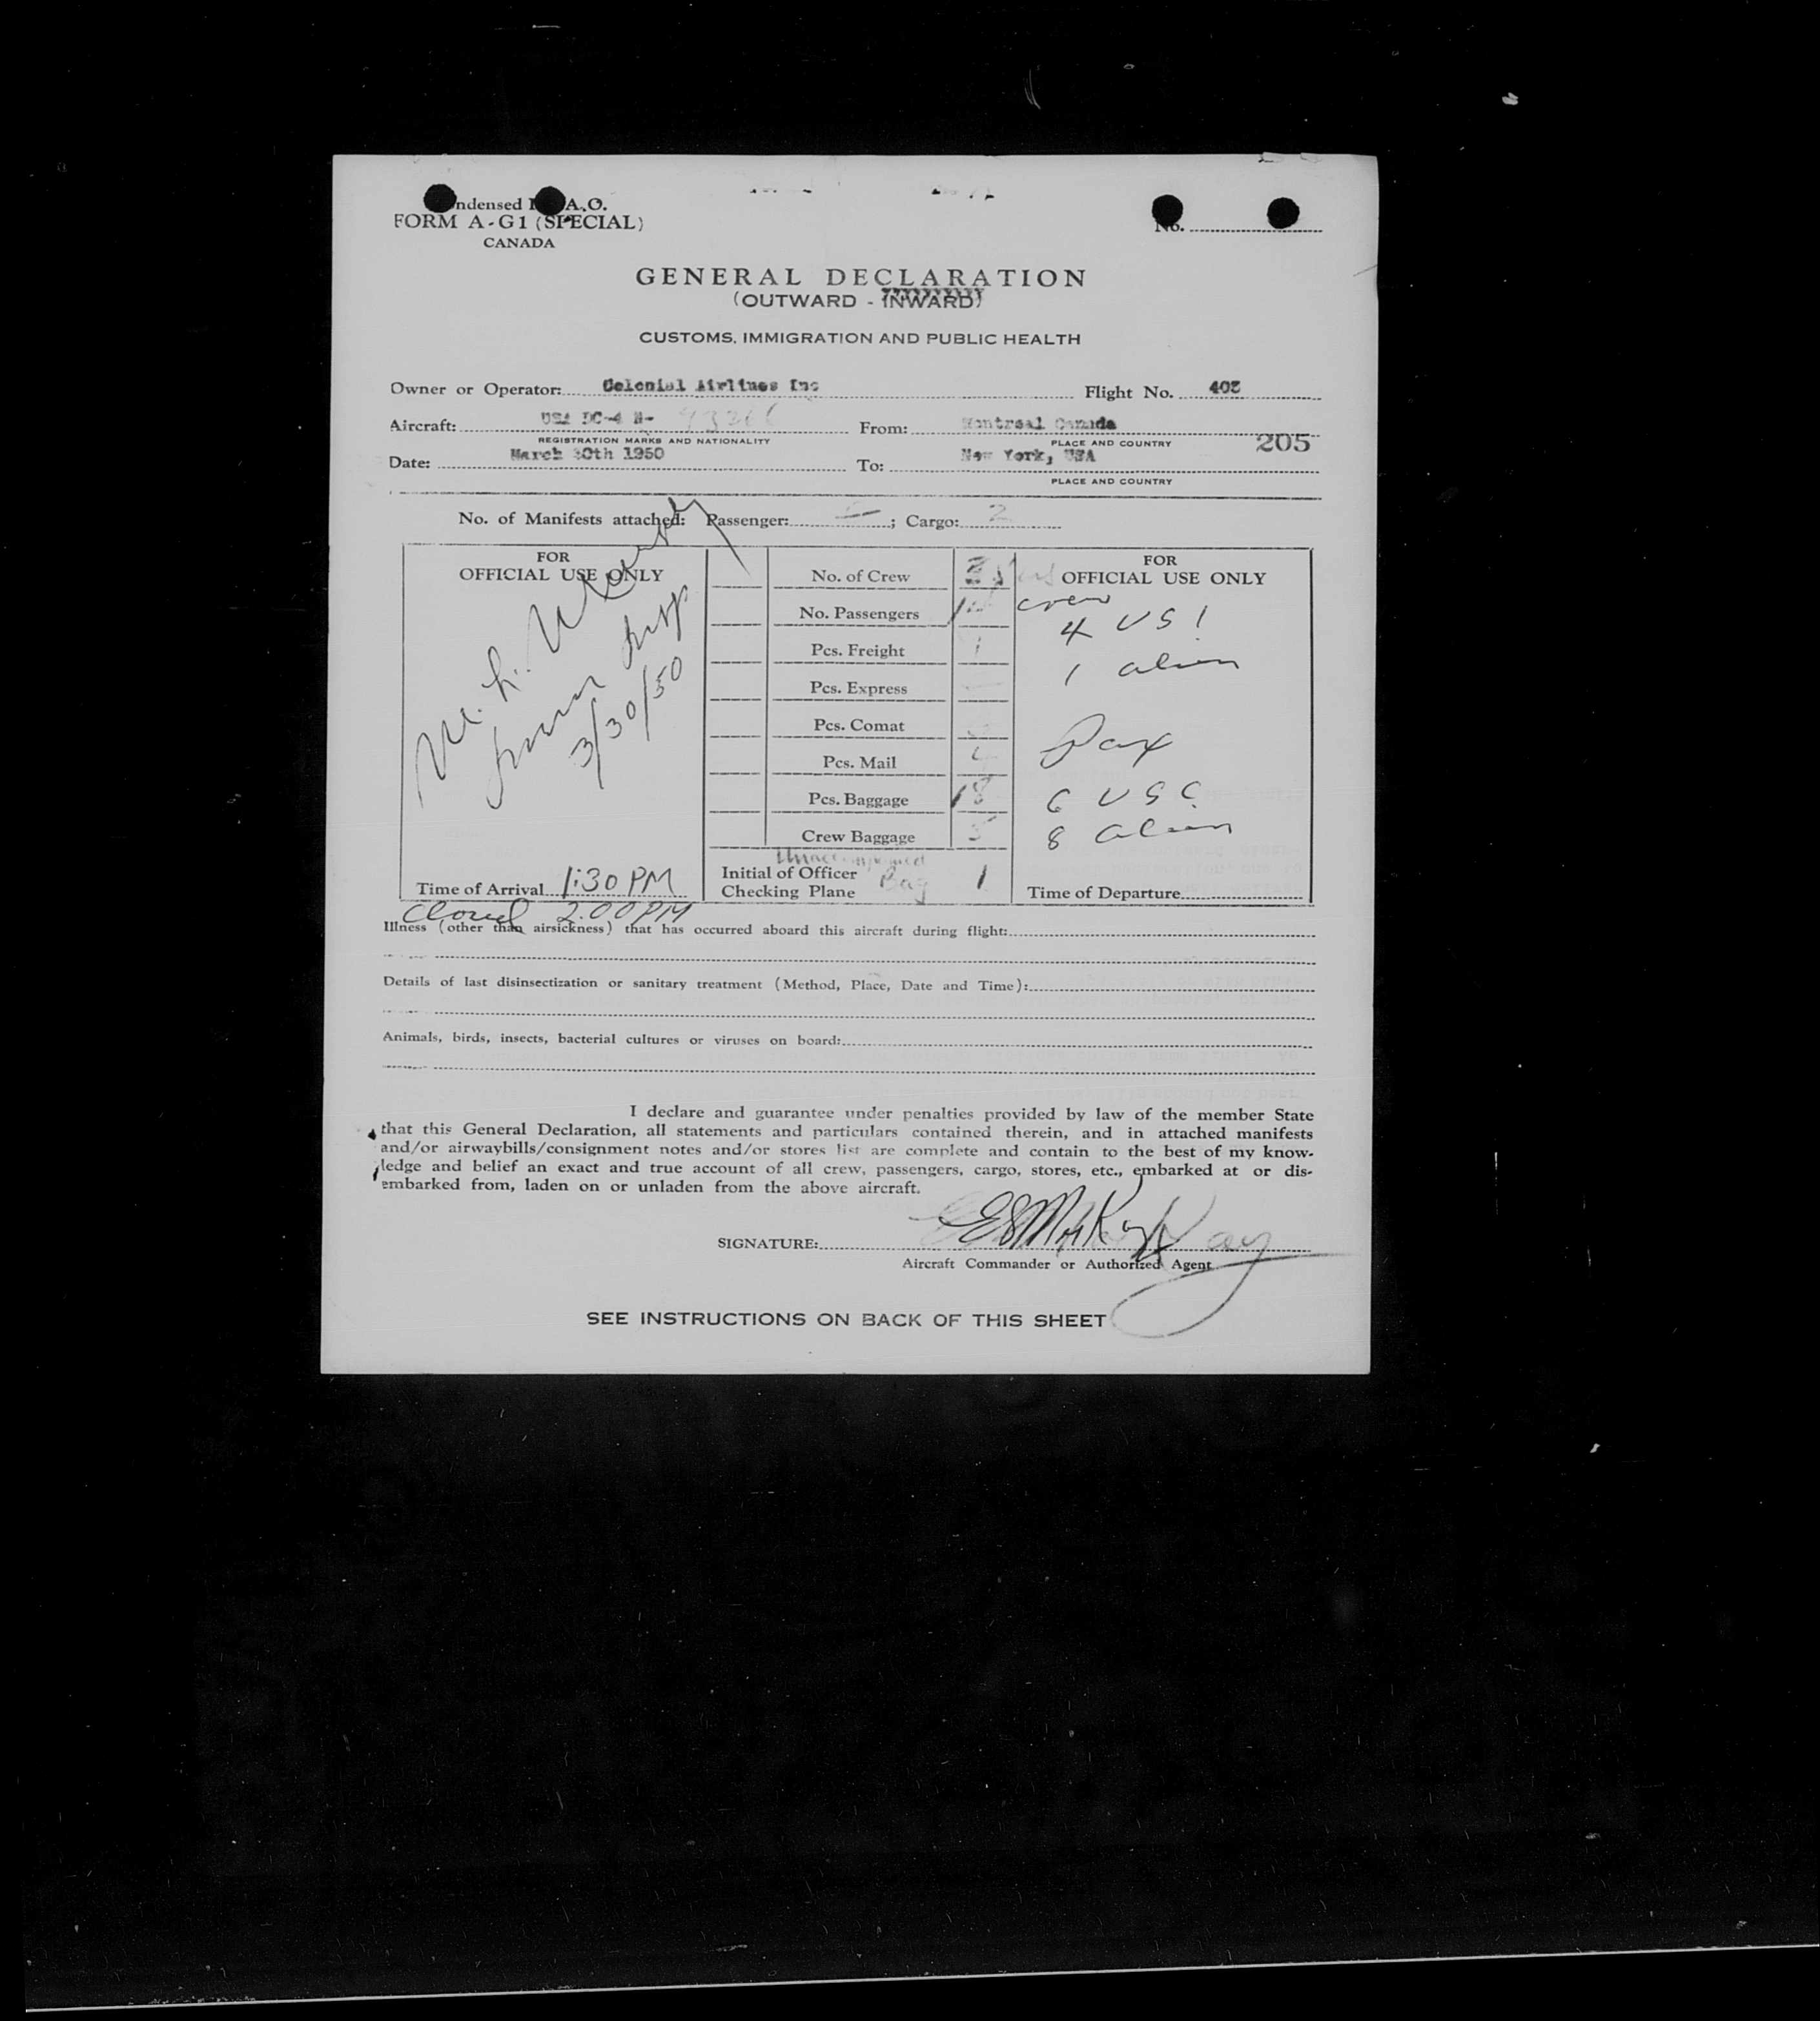 ndensed I A.O.
FORM A-G1 (SPECIAL)
CANADA
No.
GENERAL DECLARATION
(OUTWARD - INWARD)
CUSTOMS, IMMIGRATION AND PUBLIC HEALTH
Owner or Operator: Colonial Airlines Inc Flight No.
Aircraft: USA DC-4 N- From: Montreal Canada
REGISTRATION MARKS AND NATIONALITY PLACE AND COUNTRY 205
Date: March 30th 1950 To: New York, USA
PLACE AND COUNTRY
No. of Manifests attached: Passenger: ; Cargo: 2
FOR
OFFICIAL USE ONLY
3/30/50
Time of Arrival 1:30 PM
Closed 2.00 PM
No. of Crew
No. Passengers
Pcs. Freight 1
Pcs. Express
Pcs. Comat
Pcs. Mail
Pcs. Baggage 18
Crew Baggage 5
Unaccompanied
Initial of Officer
Checking Plane Bag 1
FOR
OFFICIAL USE ONLY
crew
4 US
1 alien
Pax
6 USC
8 alien
Time of Departure
Illness (other than airsickness) that has occurred aboard this aircraft during flight:
Details of last disinsectization or sanitary treatment (Method, Place, Date and Time):
Animals, birds, insects, bacterial cultures or viruses on board:
I declare and guarantee under penalties provided by law of the member State
that this General Declaration, all statements and particulars contained therein, and in attached manifests
and/or airwaybills/consignment notes and/or stores list are complete and contain to the best of my know-
ledge and belief an exact and true account of all crew, passengers, cargo, stores, etc., embarked at or dis-
embarked from, laden on or unladen from the above aircraft.
SIGNATURE:
Aircraft Commander or Authorized Agent
SEE INSTRUCTIONS ON BACK OF THIS SHEET